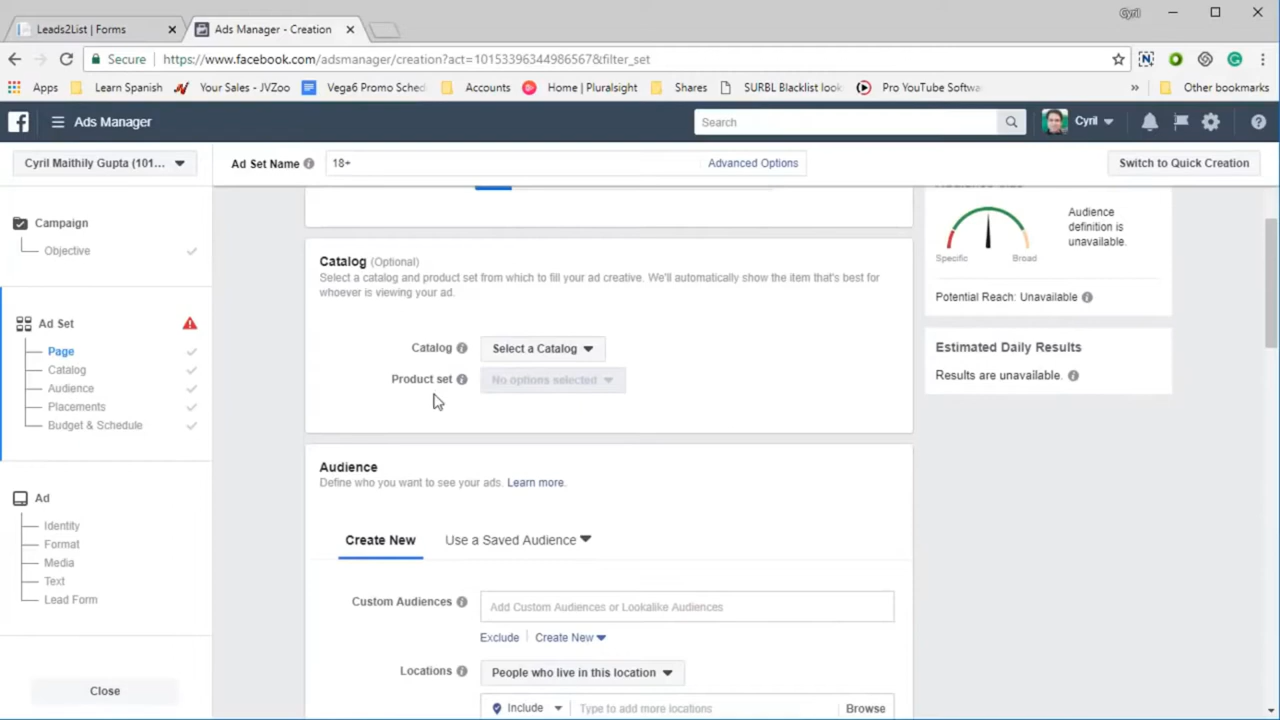 Leads2List | Forms
Ads Manager - Creation
Cyril
Secure
https://www.facebook.com/adsmanager/creation?act=10153396344986567&filter_set
Apps
Learn Spanish
Your Sales - JVZoo
Vega6 Promo Sched
Accounts
Home | Pluralsight
Shares
SURBL Blacklist look
Pro YouTube Softwa
»
Other bookmarks
Ads Manager
Search
Cyril
Cyril Maithily Gupta (101...
Ad Set Name
18+
Advanced Options
Switch to Quick Creation
Campaign
Objective
Ad Set
Page
Catalog
Audience
Placements
Budget & Schedule
Ad
Identity
Format
Media
Text
Lead Form
Close
Catalog (Optional)
Select a catalog and product set from which to fill your ad creative. We'll automatically show the item that's best for
whoever is viewing your ad.
Catalog
Select a Catalog
Product set
No options selected
Audience
Define who you want to see your ads. Learn more.
Create New
Use a Saved Audience
Custom Audiences
Add Custom Audiences or Lookalike Audiences
Exclude
Create New
Locations
People who live in this location
Include
Type to add more locations
Browse
Audience
definition is
unavailable.
Specific
Broad
Potential Reach: Unavailable
Estimated Daily Results
Results are unavailable.